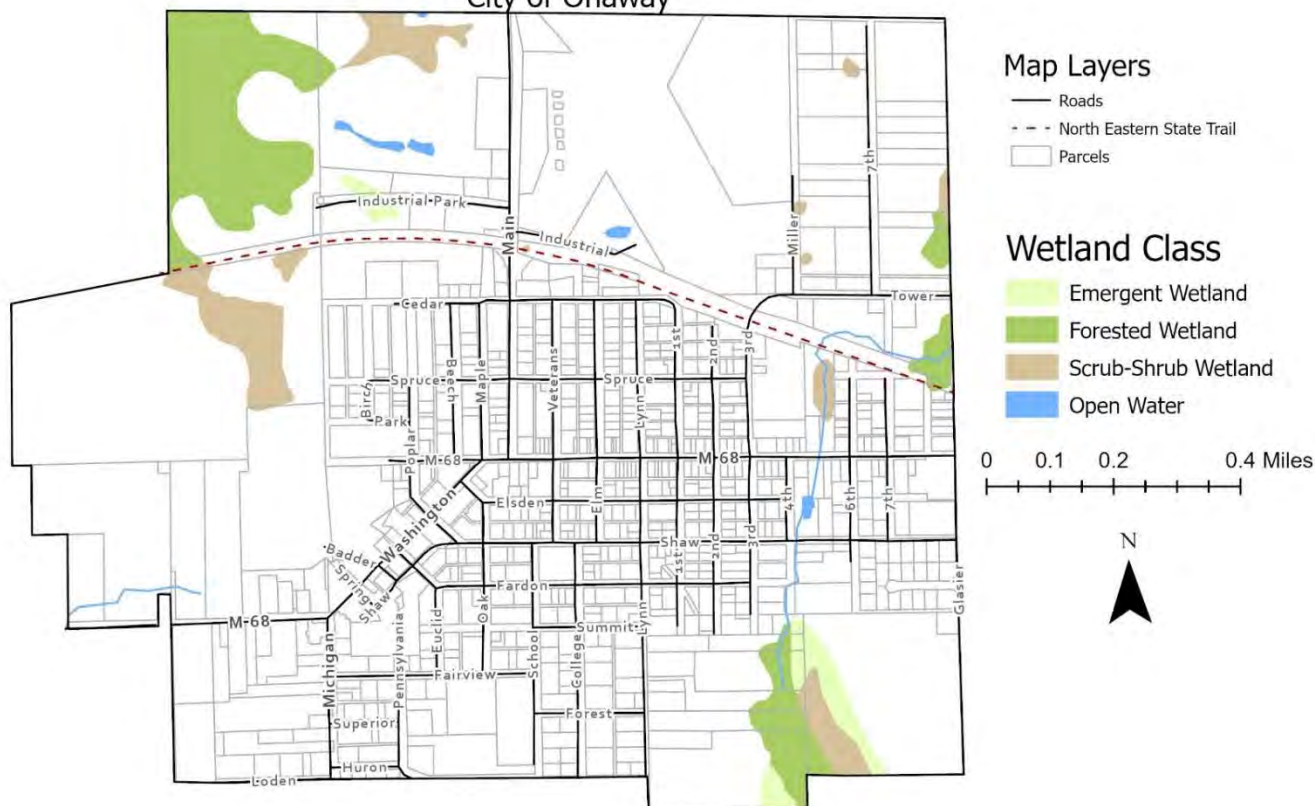 City of Onaway
Map Layers
Roads
North Eastern State Trail
Parcels
Wetland Class
Emergent Wetland
Forested Wetland
Scrub-Shrub Wetland
Open Water
0 0.1 0.2 0.4 Miles
N
Industrial Park
Main
Industrial
Miller
7th
Tower
Cedar
Beech
Maple
Veterans
1st
2nd
3rd
Birch
Spruce
Spruce
Lynn
Park
Poplar
M-68
M-68
Washington
Elsden
Elm
4th
6th
7th
Badder
Spring
Shaw
Shaw
1st
2nd
3rd
Glasier
Fardon
M-68
Michigan
Pennsylvania
Euclid
Oak
School
College
Summit
Lynn
Fairview
Superior
Forest
Huron
Loden